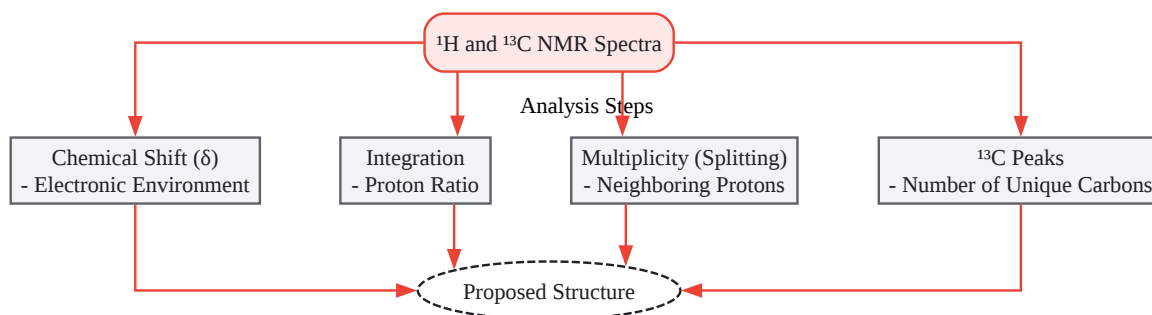 ¹H and ¹³C NMR Spectra
Analysis Steps
Chemical Shift (δ)
- Electronic Environment
Integration
- Proton Ratio
Multiplicity (Splitting)
- Neighboring Protons
¹³C Peaks
- Number of Unique Carbons
Proposed Structure